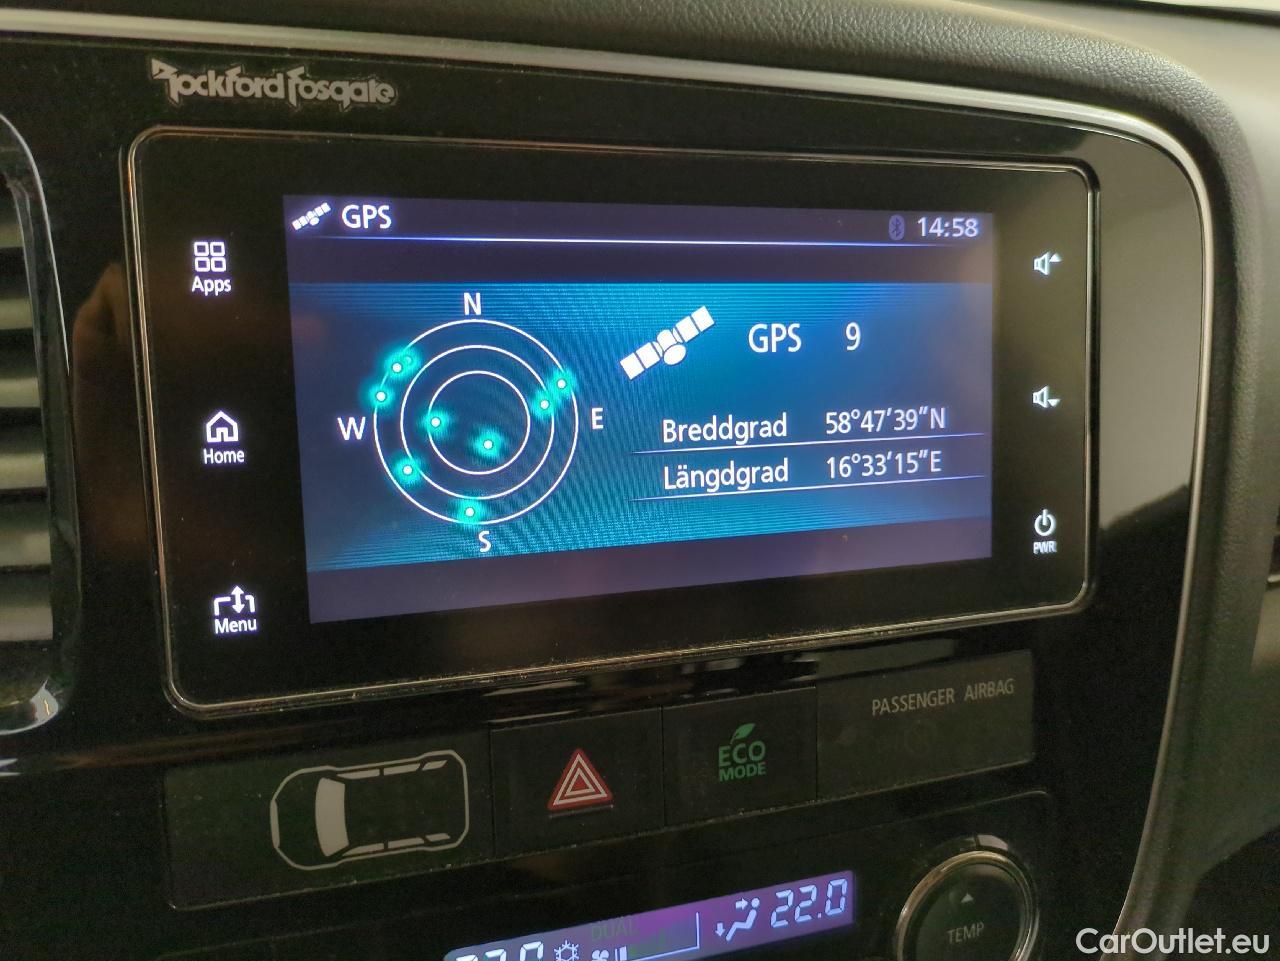 Rockford Fosgate
GPS
14:58
Apps
N
GPS 9
W
E
Breddgrad 58°47'39"N
Home
Längdgrad 16°33'15"E
S
PWR
Menu
PASSENGER AIRBAG
ECO
MODE
22.0
DUAL
TEMP
CarOutlet.eu